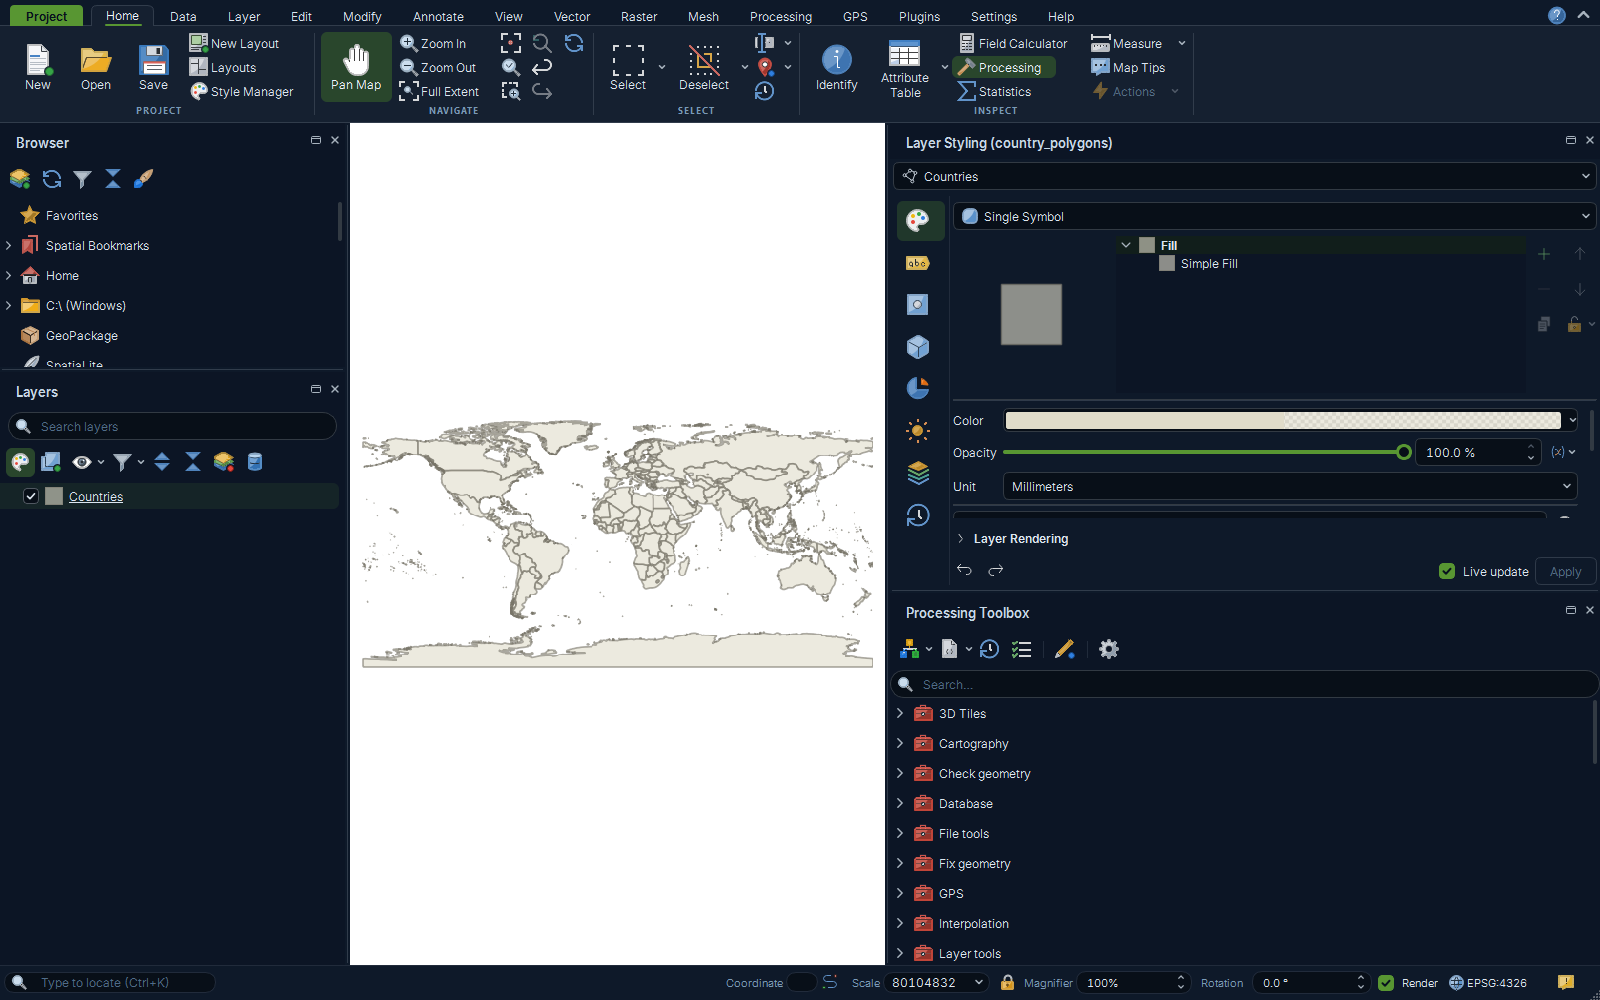 Project Home Data Layer Edit Modify Annotate View Vector Raster Mesh Processing GPS Plugins Settings Help
New
Open
Save
New Layout
Layouts
Style Manager
PROJECT
Pan Map
Zoom In
Zoom Out
Full Extent
NAVIGATE
Select
Deselect
SELECT
Identify
Attribute
Table
Field Calculator
Processing
Statistics
Measure
Map Tips
Actions
INSPECT
Browser
Favorites
Spatial Bookmarks
Home
C:\ (Windows)
GeoPackage
SpatiaLite
Layers
Search layers
Countries
Layer Styling (country_polygons)
Countries
abc
Single Symbol
Fill
Simple Fill
Color
Opacity 100.0 %
Unit Millimeters
Layer Rendering
Live update Apply
Processing Toolbox
Search...
3D Tiles
Cartography
Check geometry
Database
File tools
Fix geometry
GPS
Interpolation
Layer tools
Type to locate (Ctrl+K) Coordinate Scale 80104832 Magnifier 100% Rotation 0.0 ° Render EPSG:4326